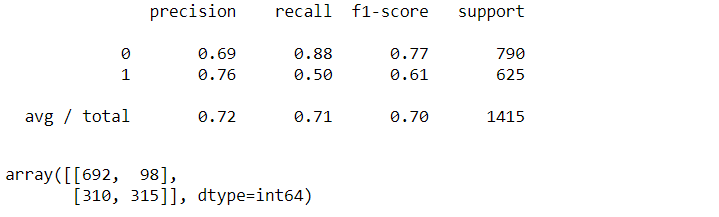 precision recall f1-score support
0 0.69 0.88 0.77 790
1 0.76 0.50 0.61 625
avg / total 0.72 0.71 0.70 1415
array([[692, 98],
[310, 315]], dtype=int64)